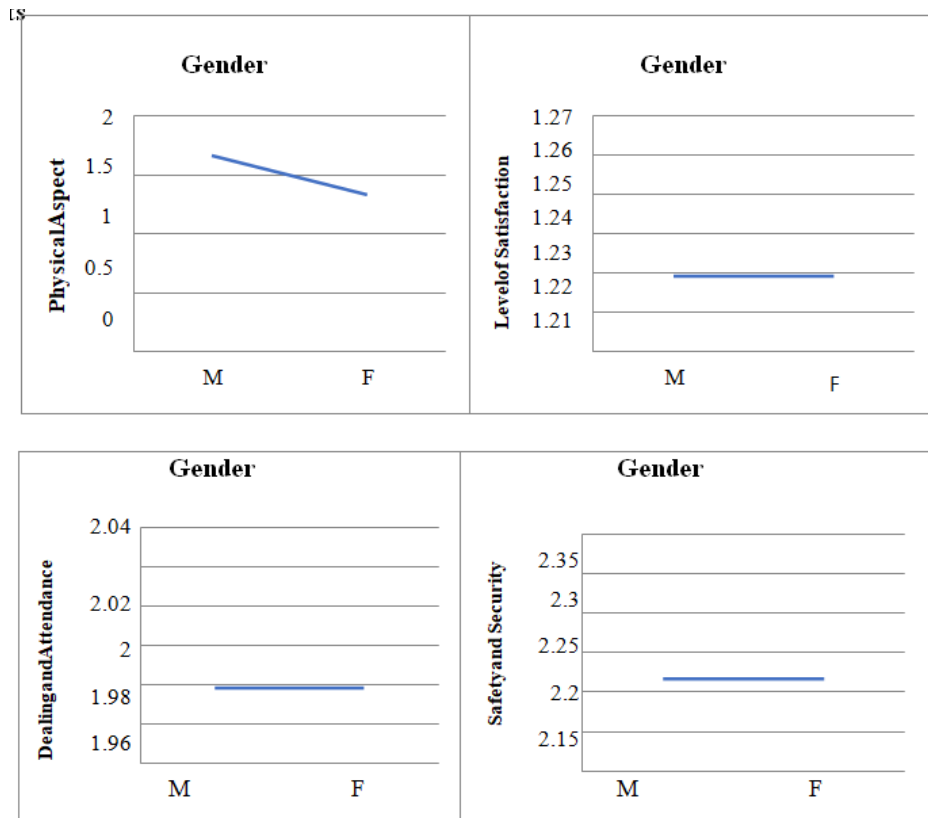 Gender
PhysicalAspect
2
1.5
1
0.5
0
M F
Gender
Levelof Satisfaction
1.27
1.26
1.25
1.24
1.23
1.22
1.21
M F
Gender
DealingandAttendance
2.04
2.02
2
1.98
1.96
M F
Gender
Safetyand Security
2.35
2.3
2.25
2.2
2.15
M F